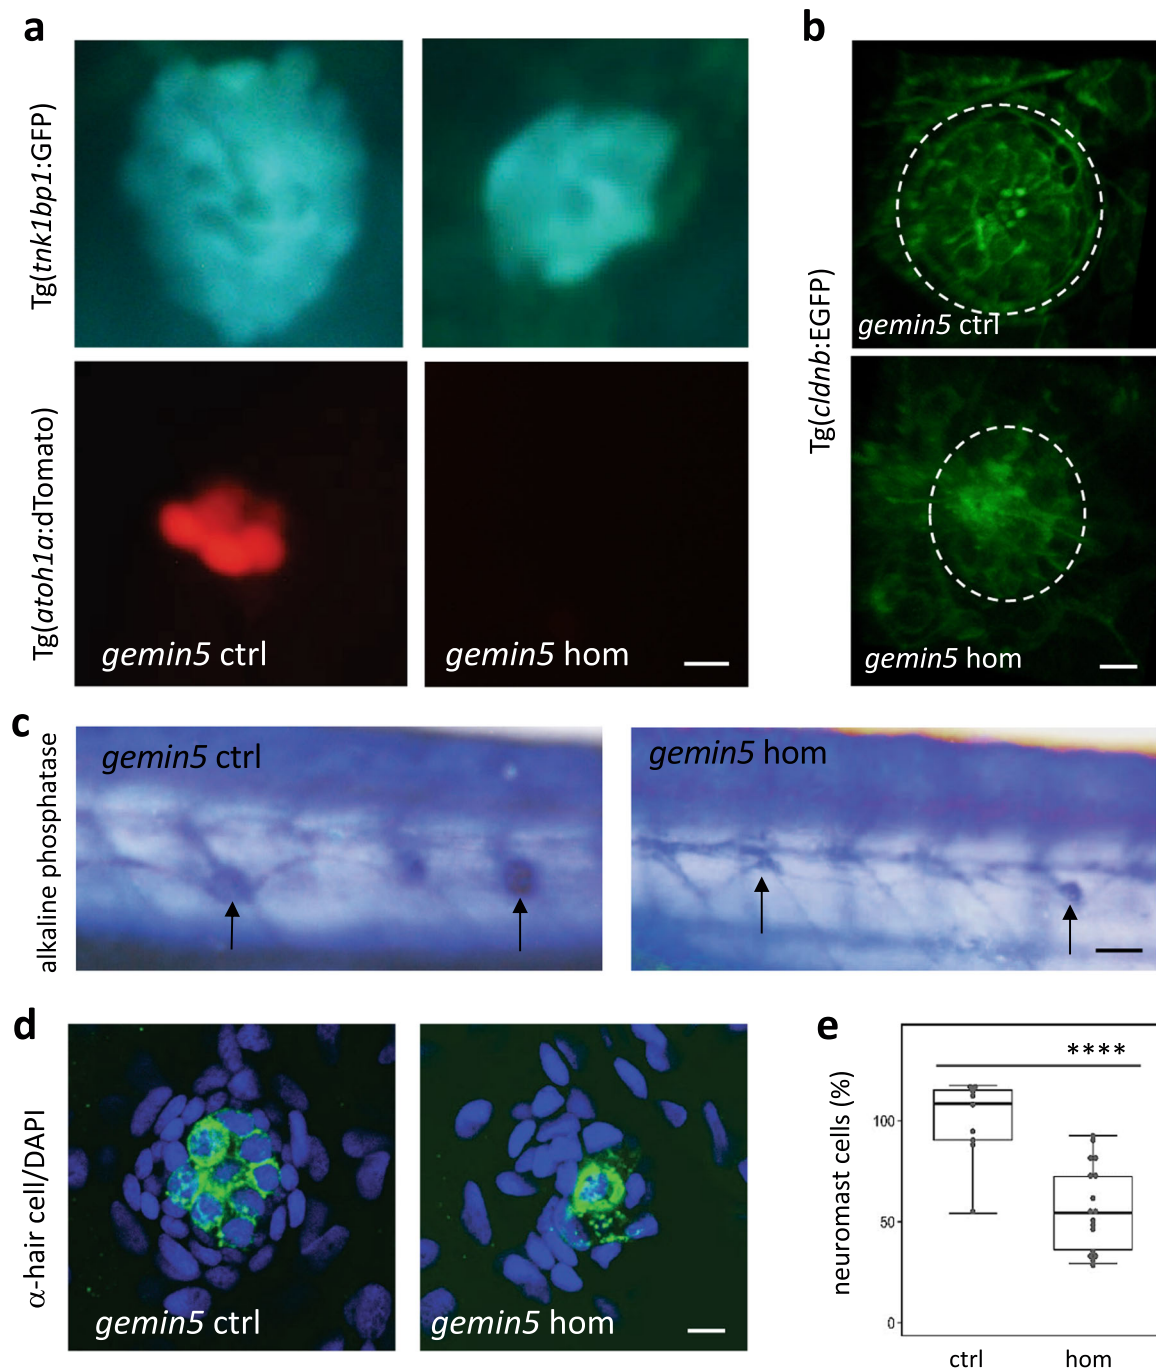 a
Tg(tnk1bp1:GFP)
Tg(atoh1a:dTomato)
gemin5 ctrl
gemin5 hom
b
Tg(cldnb:EGFP)
gemin5 ctrl
gemin5 hom
c
alkaline phosphatase
gemin5 ctrl
gemin5 hom
d
α-hair cell/DAPI
gemin5 ctrl
gemin5 hom
e
neuromast cells (%)
****
100
50
0
ctrl
hom